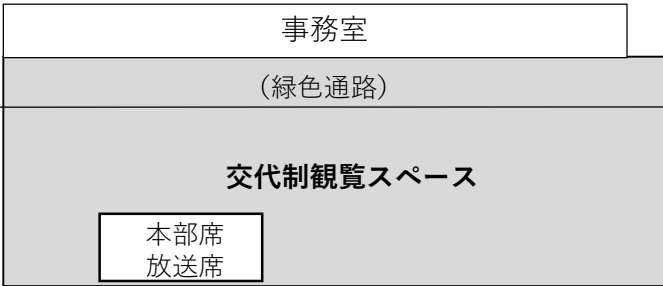 事務室
（緑色通路）
交代制観覧スペース
本部席
放送席